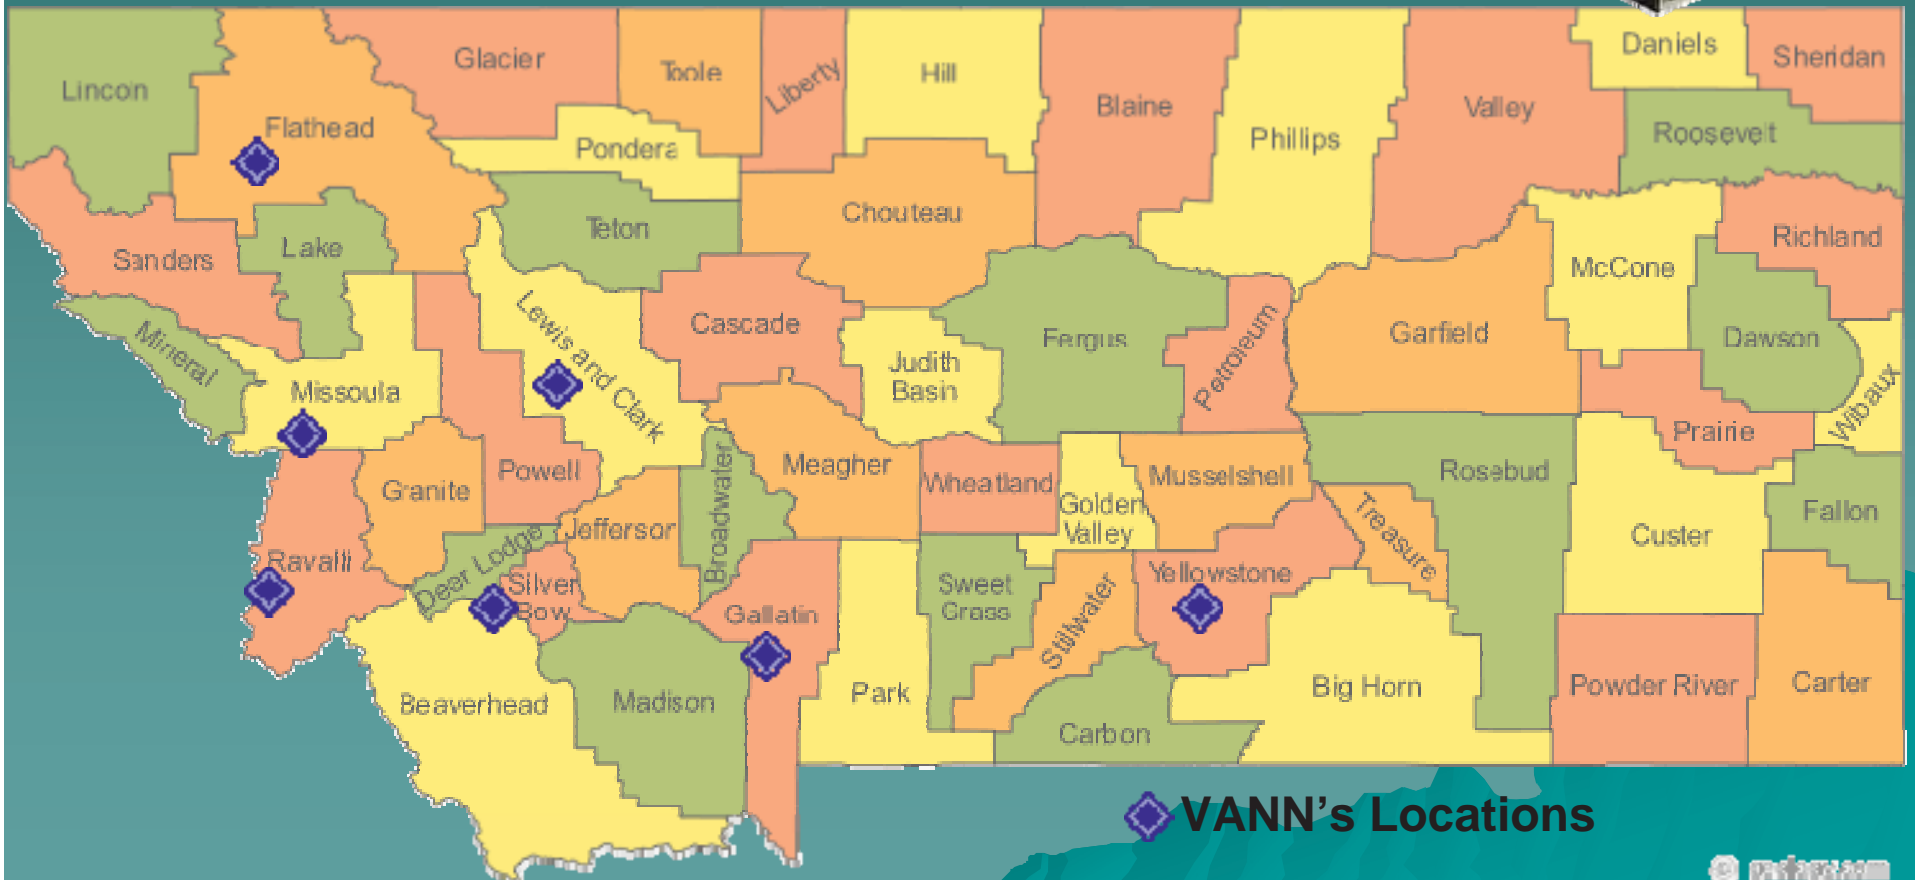 Glacier
Toole
Liberty
Hill
Blaine
Phillips
Valley
Daniels
Sheridan
Lincoln
Flathead
Pondera
Roosevelt
Chouteau
Teton
Sanders
Lake
McCone
Richland
Mineral
Lewis and Clark
Cascade
Judith
Basin
Fergus
Petroleum
Garfield
Dawson
Wibaux
Missoula
Prairie
Granite
Powell
Meagher
Wheatland
Golden
Valley
Musselshell
Rosebud
Treasure
Custer
Fallon
Jefferson
Broadwater
Ravalli
Deer Lodge
Silver
Bow
Gallatin
Sweet
Grass
Stillwater
Yellowstone
Beaverhead
Madison
Park
Carbon
Big Horn
Powder River
Carter
VANN's Locations